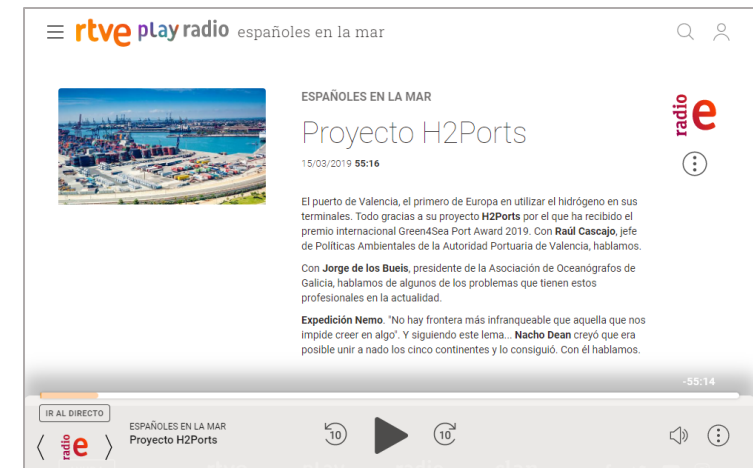 rtve play radio españoles en la mar
ESPAÑOLES EN LA MAR
Proyecto H2Ports
15/03/2019 55:16
radio e
El puerto de Valencia, el primero de Europa en utilizar el hidrógeno en sus
terminales. Todo gracias a su proyecto H2Ports por el que ha recibido el
premio internacional Green4Sea Port Award 2019. Con Raúl Cascajo, jefe
de Políticas Ambientales de la Autoridad Portuaria de Valencia, hablamos.
Con Jorge de los Bueis, presidente de la Asociación de Oceanógrafos de
Galicia, hablamos de algunos de los problemas que tienen estos
profesionales en la actualidad.
Expedición Nemo. "No hay frontera más infranqueable que aquella que nos
impide creer en algo". Y siguiendo este lema... Nacho Dean creyó que era
posible unir a nado los cinco continentes y lo consiguió. Con él hablamos.
-55:14
IR AL DIRECTO
radio e
ESPAÑOLES EN LA MAR
Proyecto H2Ports
10
10